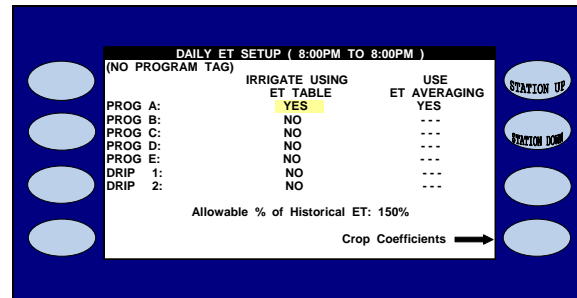 DAILY ET SETUP ( 8:00PM TO 8:00PM )
(NO PROGRAM TAG)
IRRIGATE USING USE
ET TABLE ET AVERAGING
PROG A: YES YES
PROG B: NO ---
PROG C: NO ---
PROG D: NO ---
PROG E: NO ---
DRIP 1: NO ---
DRIP 2: NO ---
Allowable % of Historical ET: 150%
Crop Coefficients
STATION UP
STATION DOWN